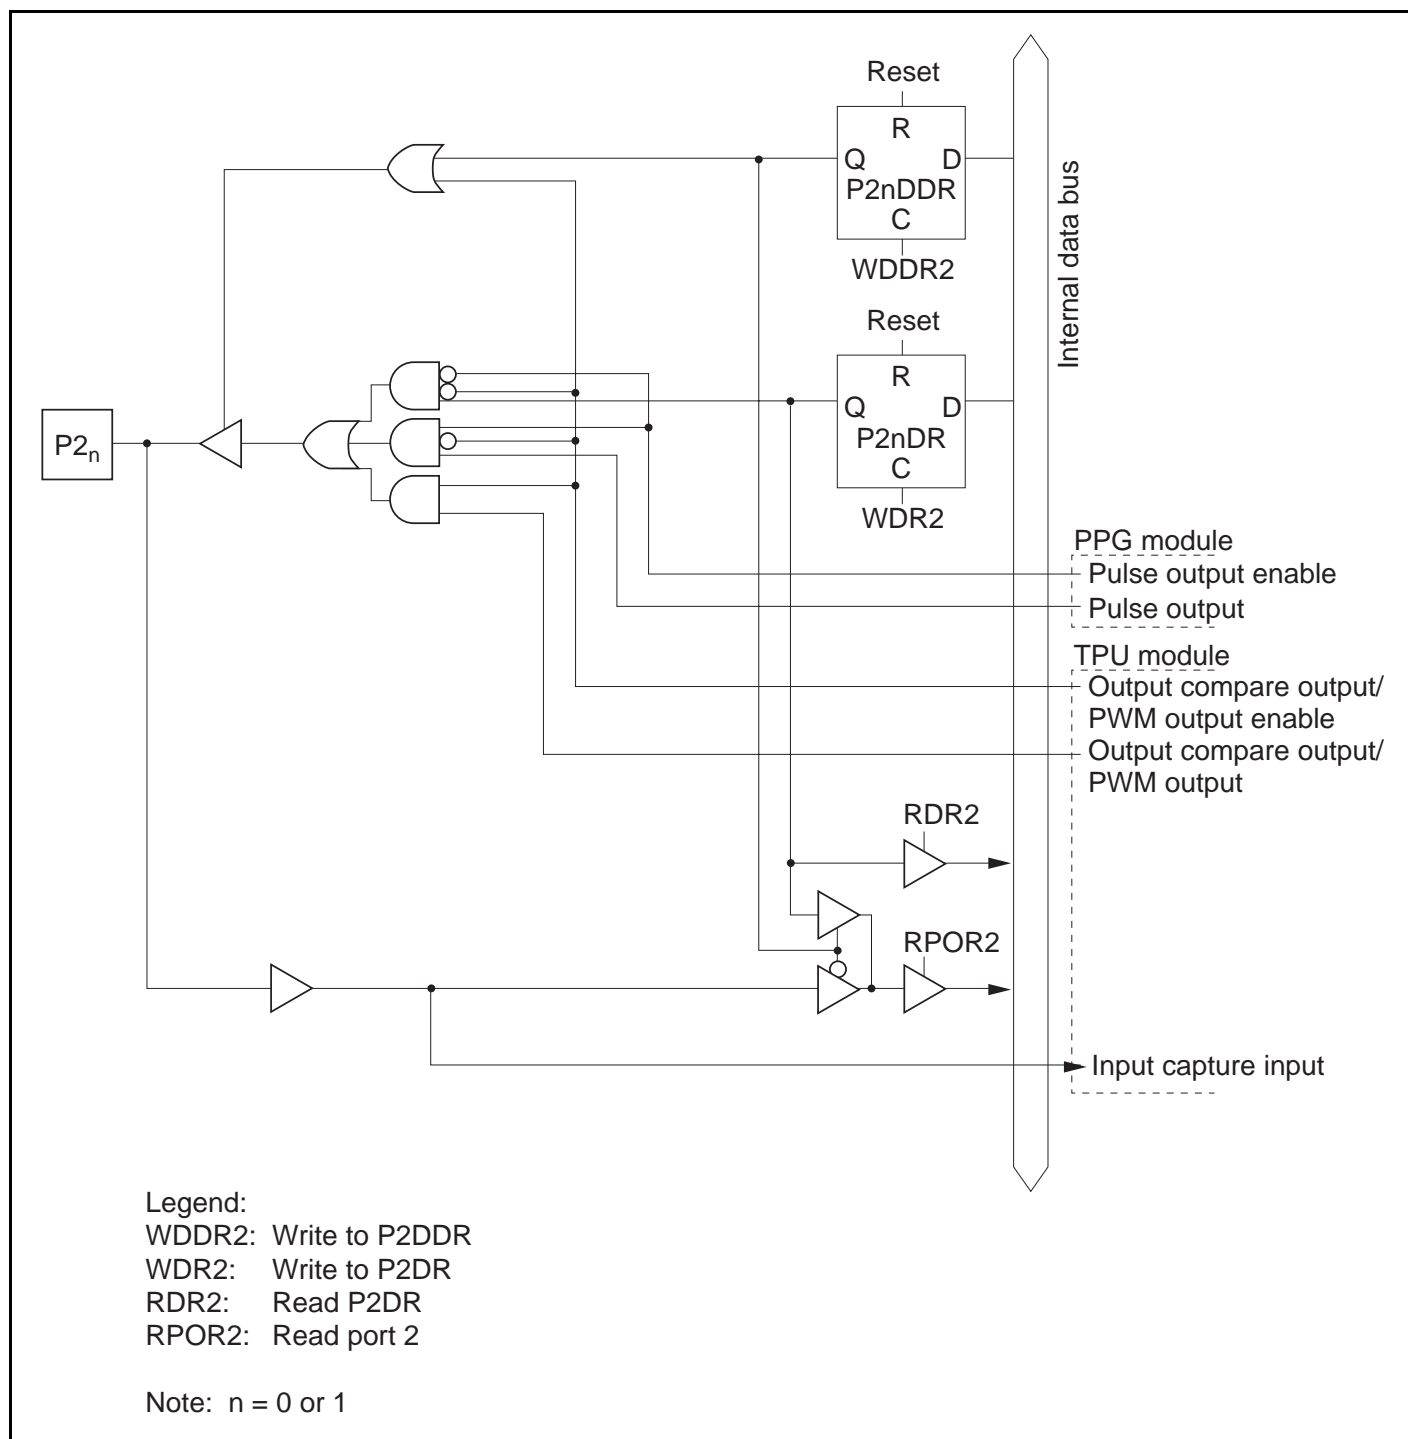 Reset
R
Q D
P2nDDR
C
WDDR2
Internal data bus
Reset
R
Q D
P2nDR
C
WDR2
P2n
PPG module
Pulse output enable
Pulse output
TPU module
Output compare output/
PWM output enable
Output compare output/
PWM output
RDR2
RPOR2
Input capture input
Legend:
WDDR2: Write to P2DDR
WDR2: Write to P2DR
RDR2: Read P2DR
RPOR2: Read port 2
Note: n = 0 or 1